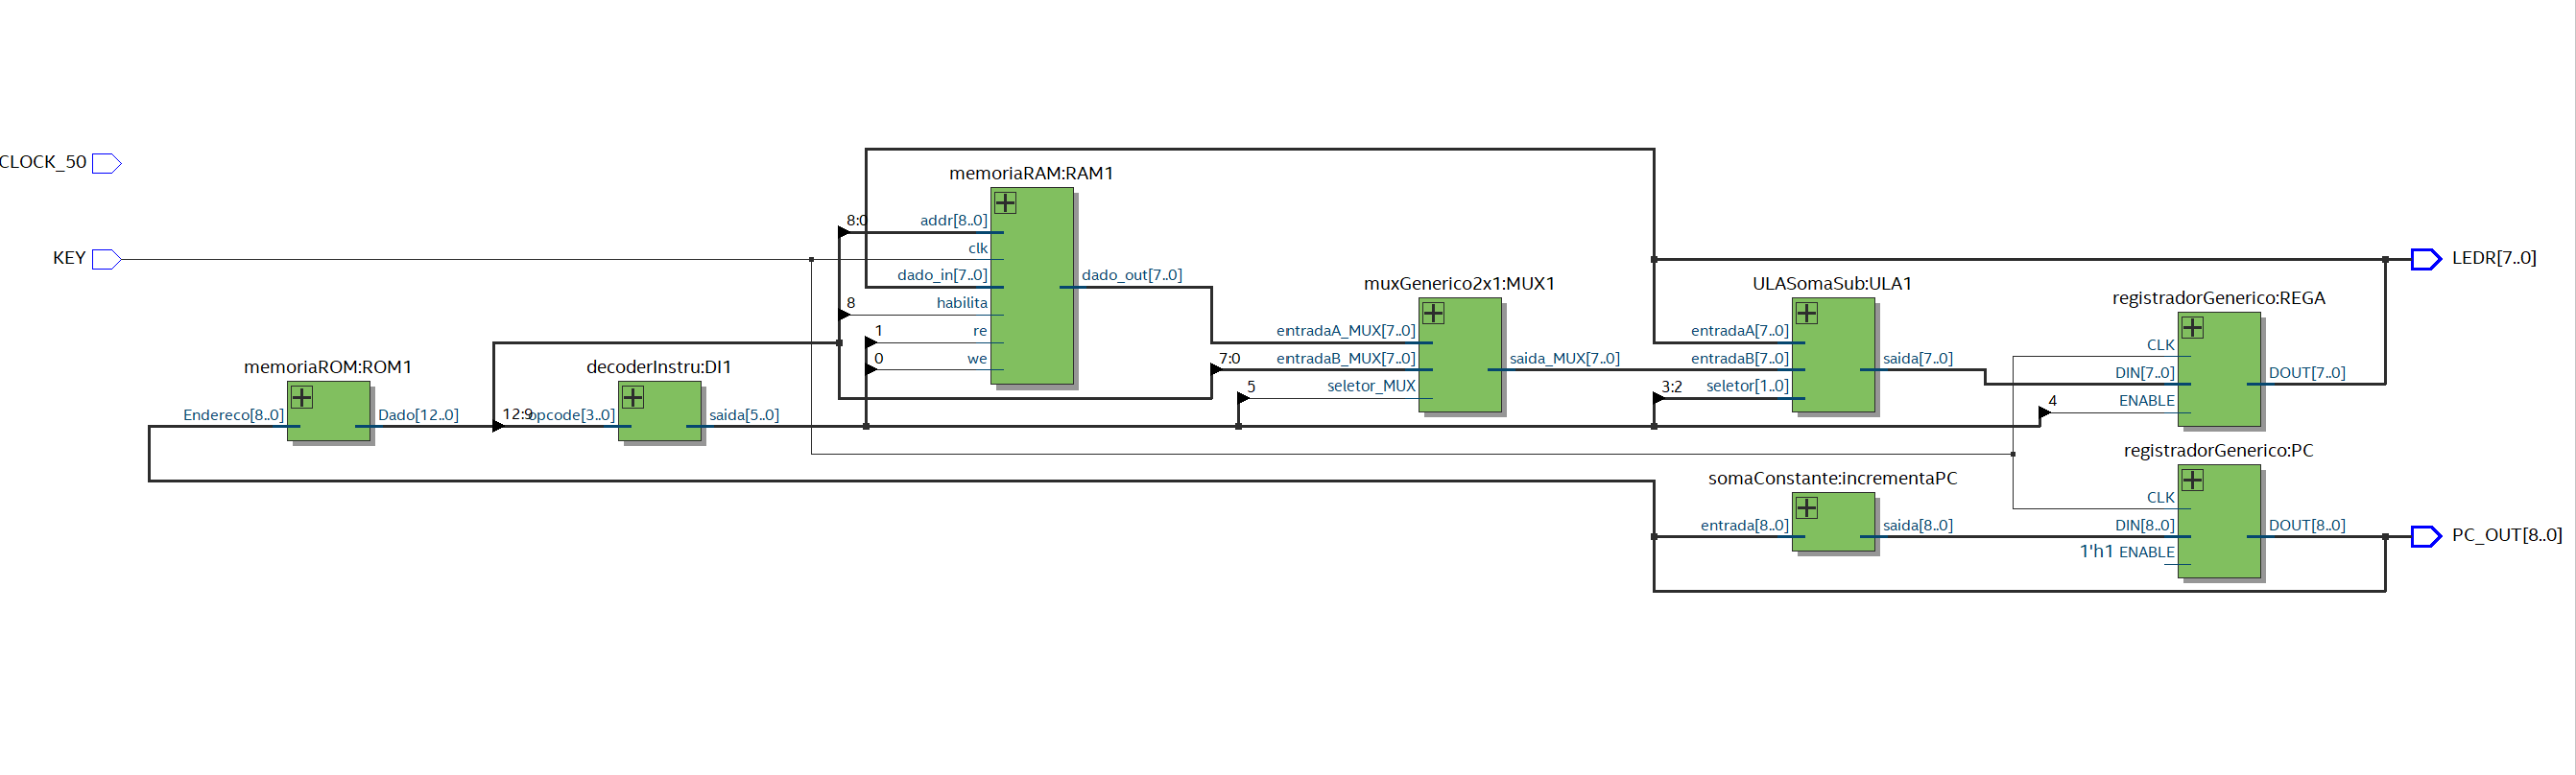 CLOCK_50
KEY
memoriaRAM:RAM1
8:0
addr[8..0]
clk
dado_in[7..0]
8
habilita
1
re
0
we
dado_out[7..0]
memoriaROM:ROM1
Endereco[8..0]
Dado[12..0]
decoderInstru:DI1
12:9
opcode[3..0]
saida[5..0]
muxGenerico2x1:MUX1
entradaA_MUX[7..0]
7:0
entradaB_MUX[7..0]
5
seletor_MUX
saida_MUX[7..0]
ULASomaSub:ULA1
entradaA[7..0]
entradaB[7..0]
3:2
seletor[1..0]
saida[7..0]
registradorGenerico:REGA
CLK
DIN[7..0]
4
ENABLE
DOUT[7..0]
LEDR[7..0]
somaConstante:incrementaPC
entrada[8..0]
saida[8..0]
registradorGenerico:PC
CLK
DIN[8..0]
1'h1 ENABLE
DOUT[8..0]
PC_OUT[8..0]